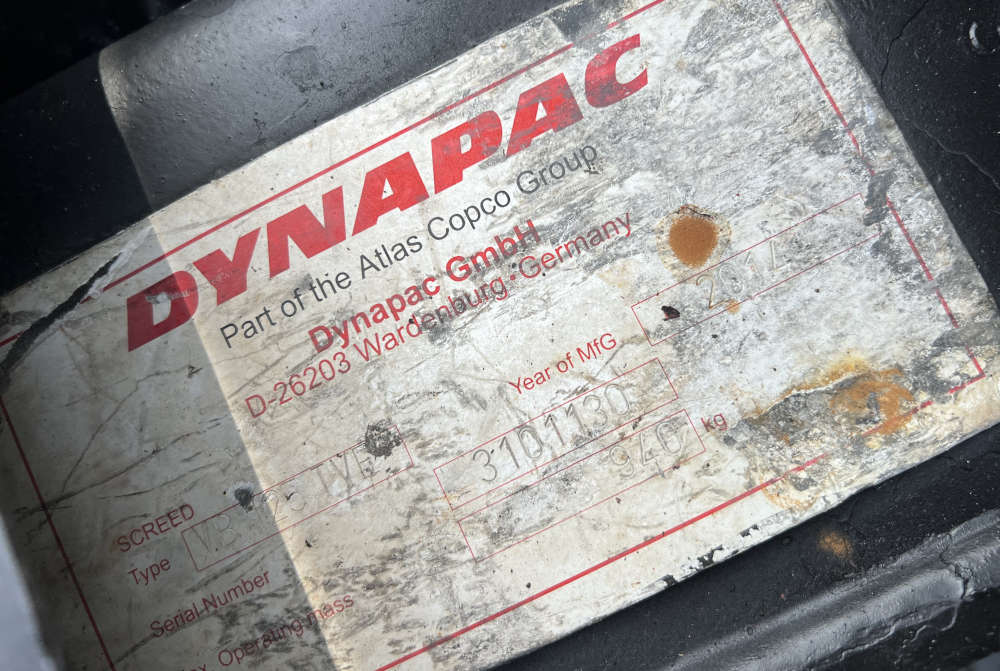 DYNAPAC
Part of the Atlas Copco Group
Dynapac GmbH
D-26203 Wardenburg-Germany
SCREED Year of MfG 2014
Type VB
Serial Number 3101130
Operating mass 940 kg